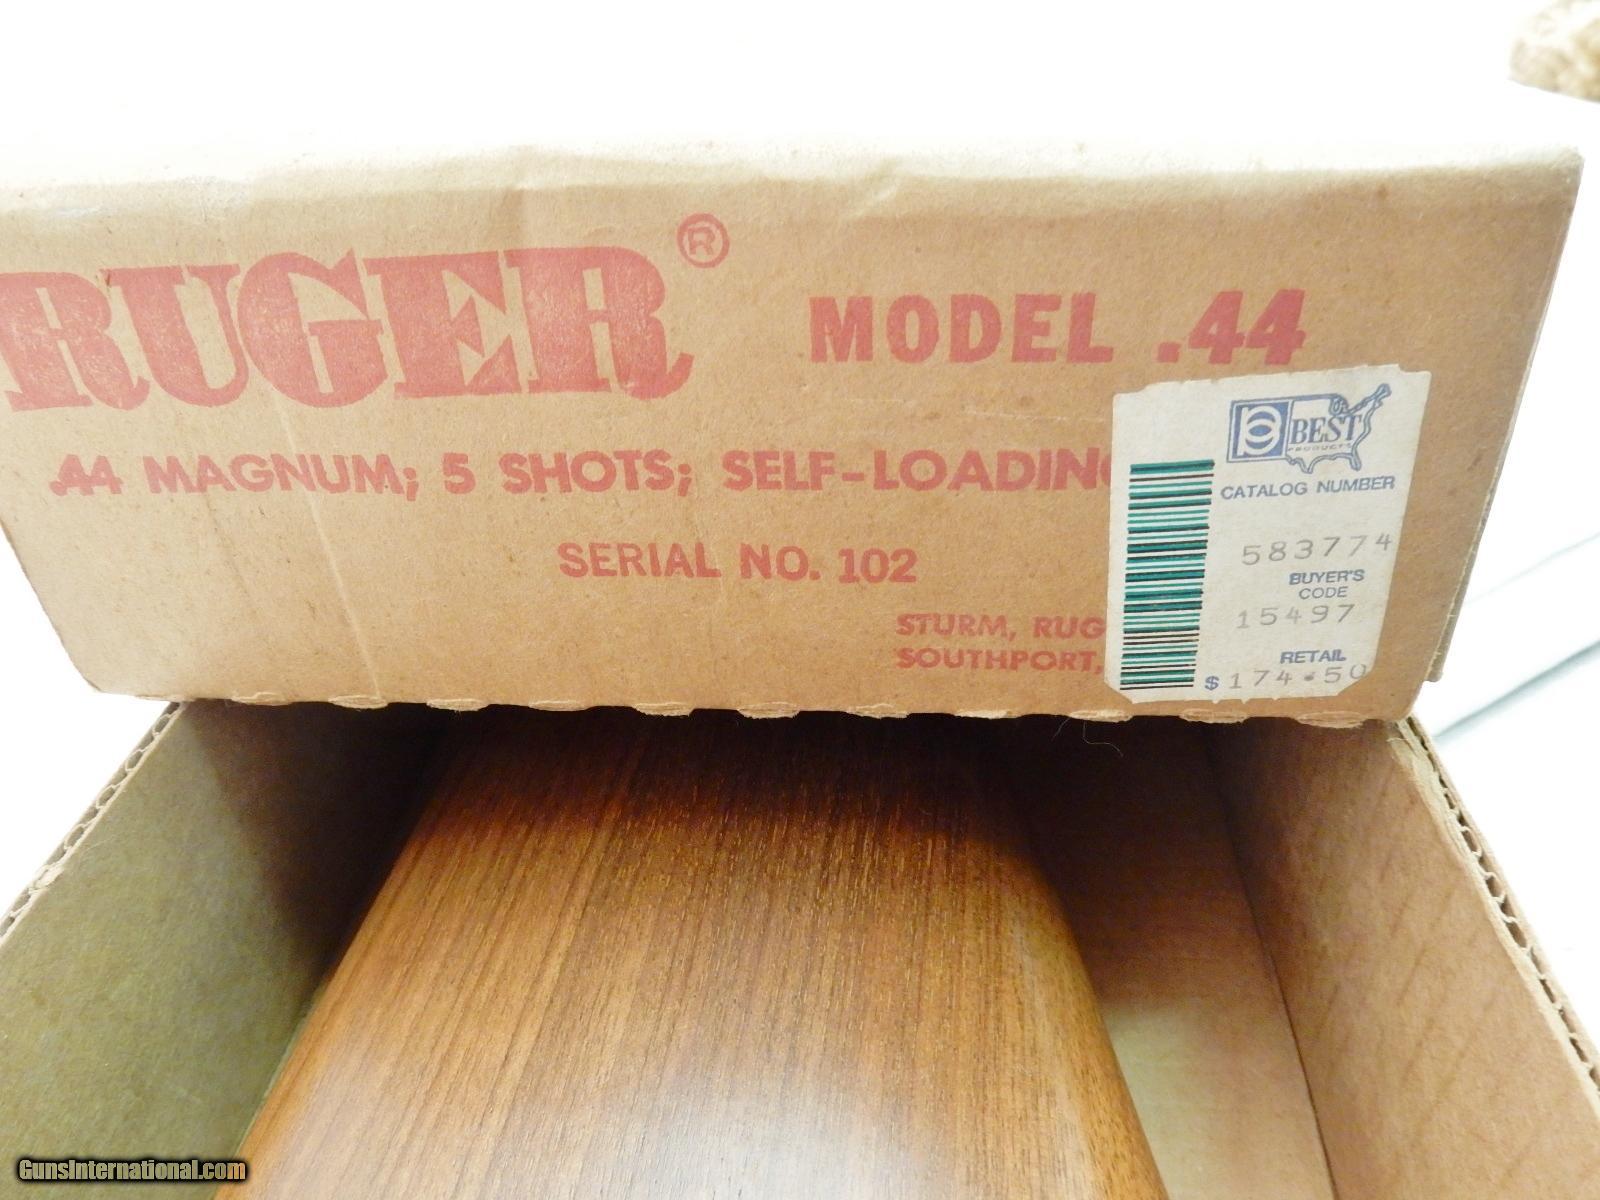 RUGER®
MODEL .44
.44 MAGNUM; 5 SHOTS; SELF-LOADING
SERIAL NO. 102
STURM, RUG
SOUTHPORT,
BEST
PRODUCTS
CATALOG NUMBER
583774
BUYER'S
CODE
15497
RETAIL
$174.50
GunsInternational.com